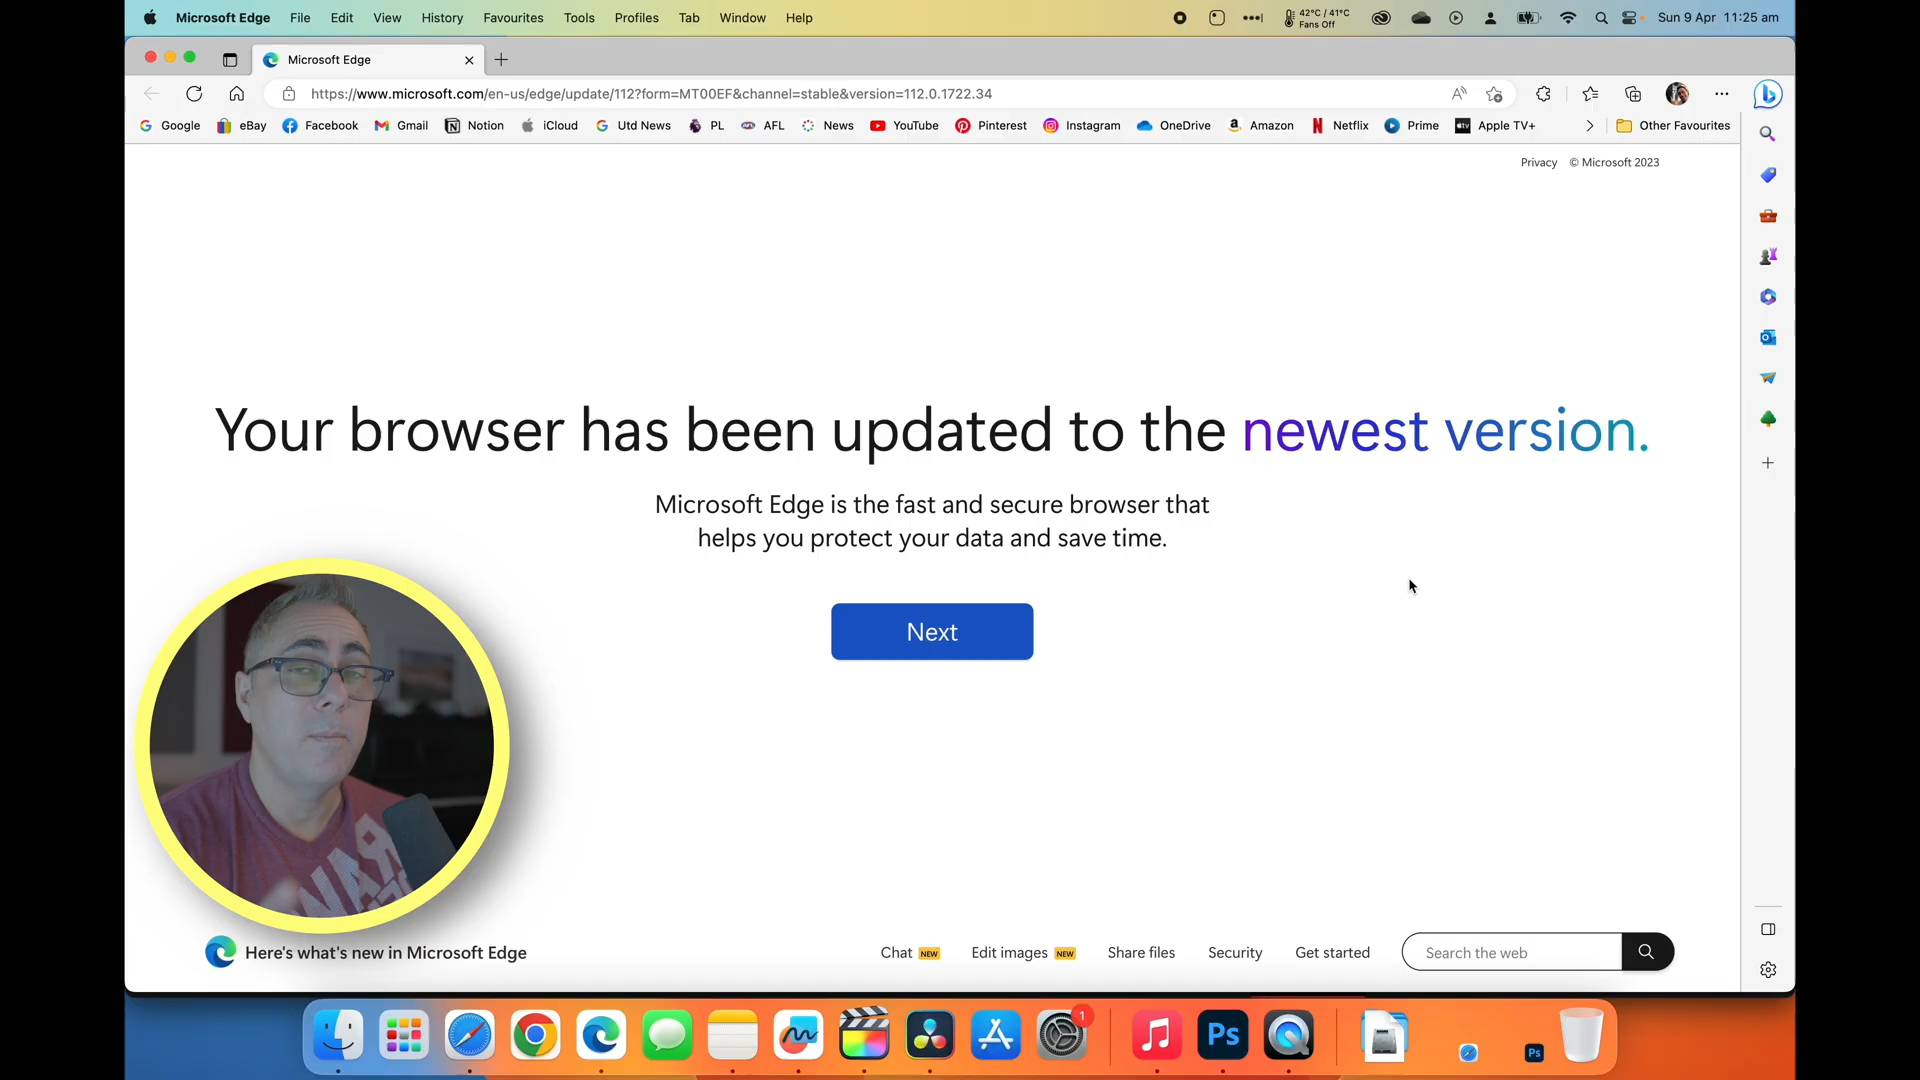 Microsoft Edge File Edit View History Favourites Tools Profiles Tab Window Help 42°C / 41°C Fans Off Sun 9 Apr 11:25 am
Microsoft Edge
https://www.microsoft.com/en-us/edge/update/112?form=MT00EF&channel=stable&version=112.0.1722.34
Google eBay Facebook Gmail Notion iCloud Utd News PL AFL News YouTube Pinterest Instagram OneDrive Amazon Netflix Prime Apple TV+ Other Favourites
Privacy © Microsoft 2023
Your browser has been updated to the newest version.
Microsoft Edge is the fast and secure browser that
helps you protect your data and save time.
Next
Here's what's new in Microsoft Edge Chat NEW Edit images NEW Share files Security Get started Search the web
1
Ps
Ps